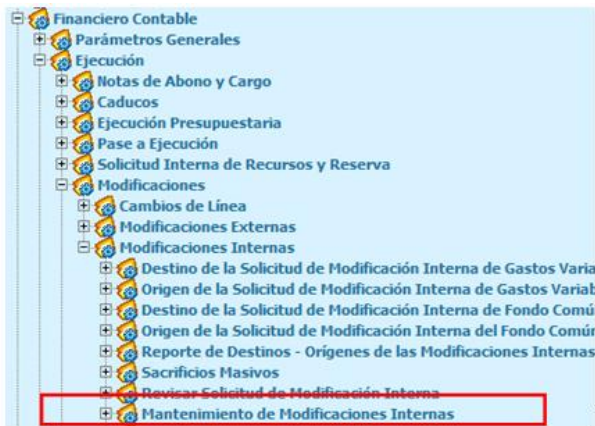 Financiero Contable
Parámetros Generales
Ejecución
Notas de Abono y Cargo
Caducos
Ejecución Presupuestaria
Pase a Ejecución
Solicitud Interna de Recursos y Reserva
Modificaciones
Cambios de Línea
Modificaciones Externas
Modificaciones Internas
Destino de la Solicitud de Modificación Interna de Gastos Varia
Origen de la Solicitud de Modificación Interna de Gastos Variab
Destino de la Solicitud de Modificación Interna de Fondo Comú
Origen de la Solicitud de Modificación Interna del Fondo Comú
Reporte de Destinos - Orígenes de las Modificaciones Internas
Sacrificios Masivos
Revisar Solicitud de Modificación Interna
Mantenimiento de Modificaciones Internas